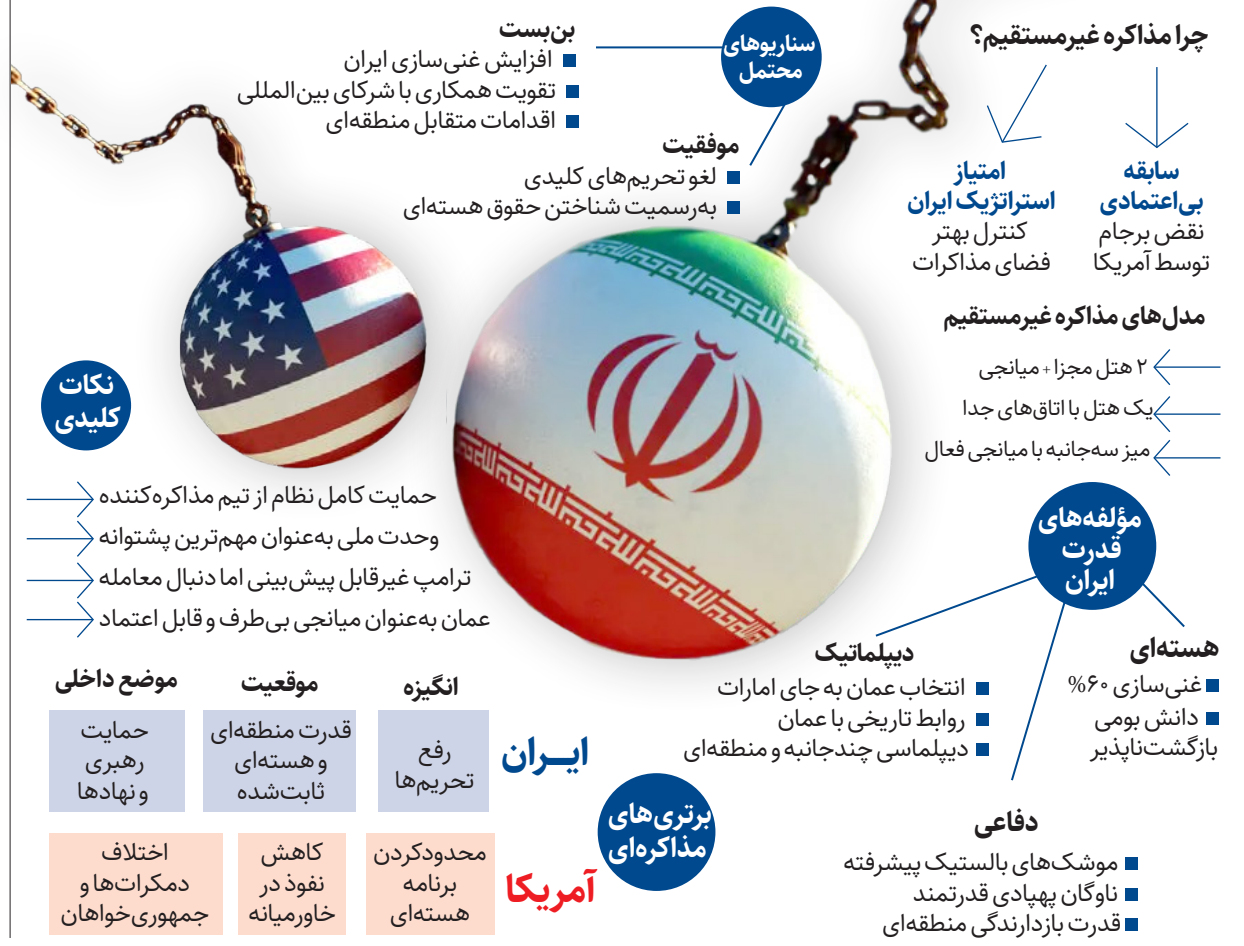 چرا مذاکره غیرمستقیم؟
سابقه
بی‌اعتمادی
نقض برجام
توسط آمریکا
امتیاز
استراتژیک ایران
کنترل بهتر
فضای مذاکرات
مدل‌های مذاکره غیرمستقیم
۲ هتل مجزا + میانجی
یک هتل با اتاق‌های جدا
میز سه‌جانبه با میانجی فعال
سناریوهای
محتمل
بن‌بست
افزایش غنی‌سازی ایران
تقویت همکاری با شرکای بین‌المللی
اقدامات متقابل منطقه‌ای
موفقیت
لغو تحریم‌های کلیدی
به‌رسمیت شناختن حقوق هسته‌ای
مؤلفه‌های
قدرت
ایران
هسته‌ای
غنی‌سازی ۶۰%
دانش بومی
بازگشت‌ناپذیر
دیپلماتیک
انتخاب عمان به جای امارات
روابط تاریخی با عمان
دیپلماسی چندجانبه و منطقه‌ای
دفاعی
موشک‌های بالستیک پیشرفته
ناوگان پهپادی قدرتمند
قدرت بازدارندگی منطقه‌ای
نکات
کلیدی
حمایت کامل نظام از تیم مذاکره‌کننده
وحدت ملی به‌عنوان مهم‌ترین پشتوانه
ترامپ غیرقابل پیش‌بینی اما دنبال معامله
عمان به‌عنوان میانجی بی‌طرف و قابل اعتماد
برتری‌های
مذاکره‌ای
انگیزه
موقعیت
موضع داخلی
ایـــران
رفع
تحریم‌ها
قدرت منطقه‌ای
و هسته‌ای
ثابت‌شده
حمایت
رهبری
و نهادها
آمریکا
محدودکردن
برنامه
هسته‌ای
کاهش
نفوذ در
خاورمیانه
اختلاف
دمکرات‌ها و
جمهوری‌خواهان